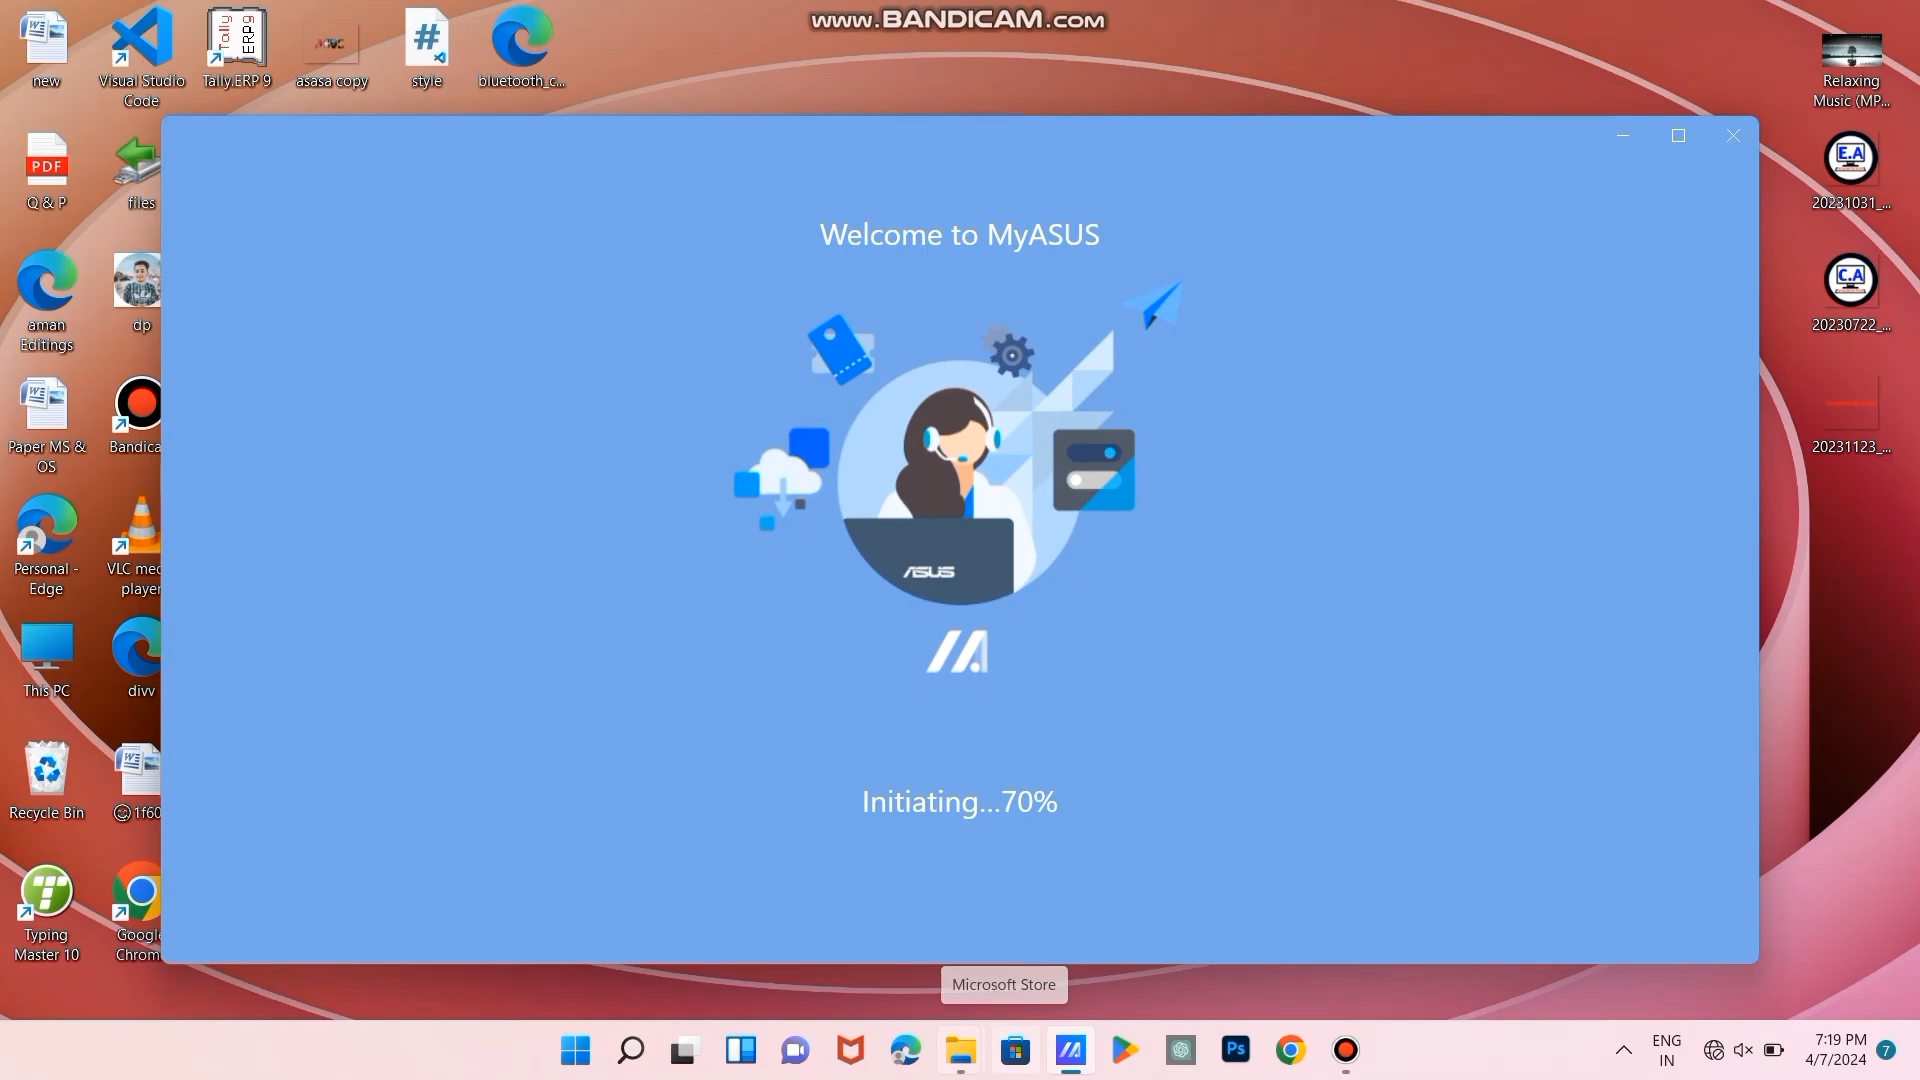 www.BANDICAM.com
new
Visual Studio
Code
Tally.ERP 9
asasa copy
style
bluetooth_c...
Relaxing
Music (MP...
PDF
Q & P
files
E.A
20231031_...
aman
Editings
dp
C.A
20230722_...
Paper MS &
OS
Bandica
20231123_...
Personal -
Edge
VLC med
player
This PC
divv
Recycle Bin
1f60
Typing
Master 10
Google
Chrom
Welcome to MyASUS
ASUS
Initiating...70%
Microsoft Store
Ps
ENG
IN
7:19 PM
4/7/2024
7